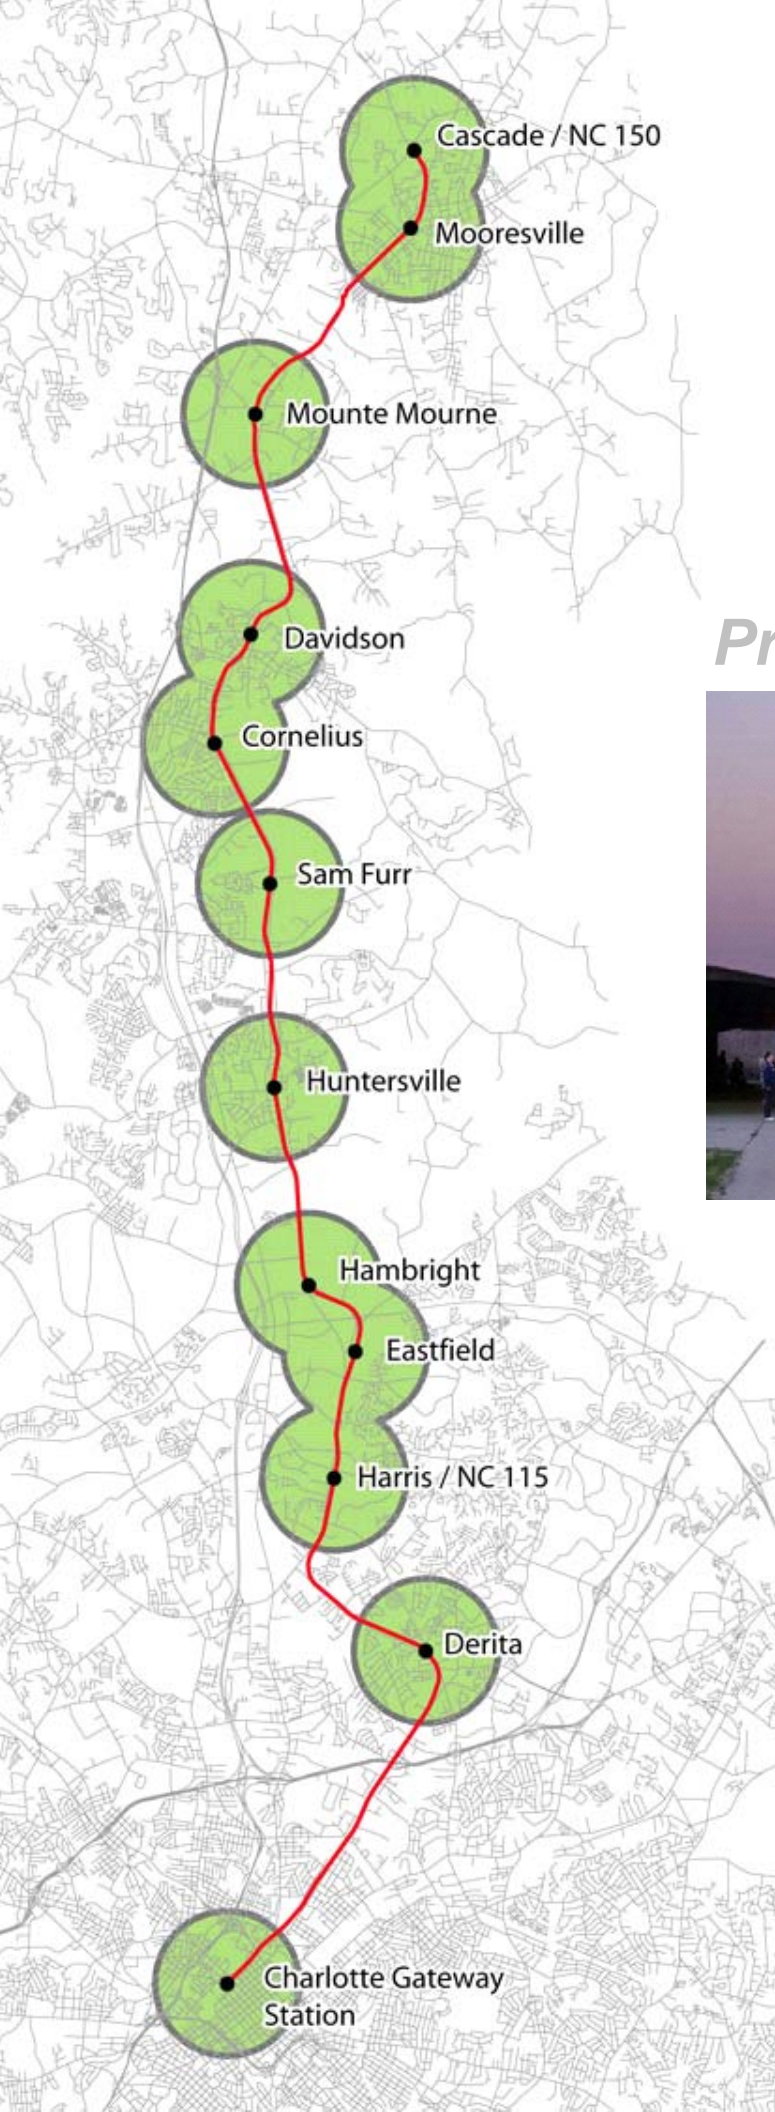 Cascade / NC 150
Mooresville
Mounte Mourne
Davidson
Pr
Cornelius
Sam Furr
Huntersville
Hambright
Eastfield
Harris / NC 115
Derita
Charlotte Gateway
Station